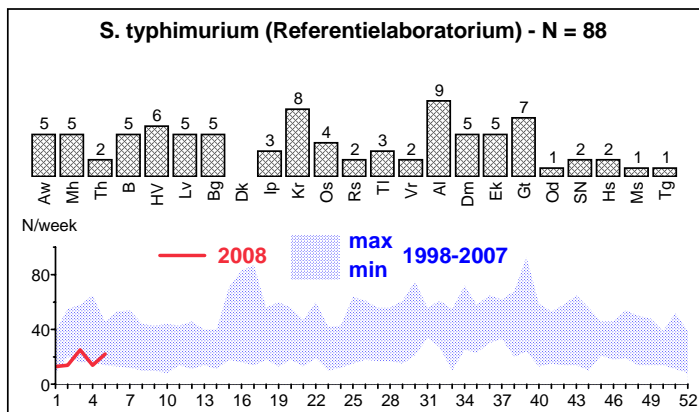 S. typhimurium (Referentielaboratorium) - N = 88
5 5 2 5 6 5 5 3 8 4 2 3 2 9 5 5 7 1 2 2 1 1
Aw Mh Th B HV Lv Bg Dk Ip Kr Os Rs Tl Vr Al Dm Ek Gt Od SN Hs Ms Tg
N/week
2008 max 1998-2007
min
80
40
0
1 4 7 10 13 16 19 22 25 28 31 34 37 40 43 46 49 52